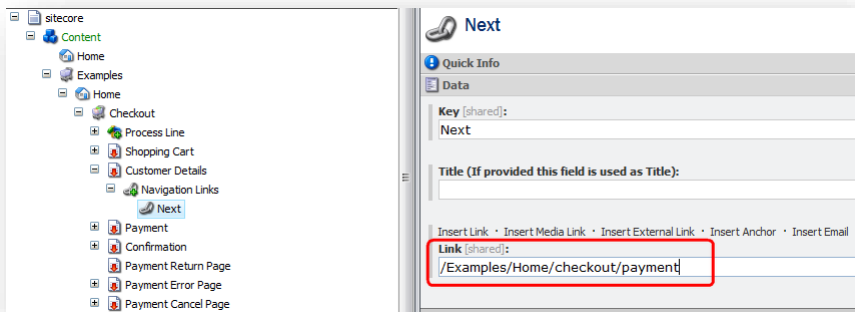 sitecore
Content
Home
Examples
Home
Checkout
Process Line
Shopping Cart
Customer Details
Navigation Links
Next
Payment
Confirmation
Payment Return Page
Payment Error Page
Payment Cancel Page
Next
Quick Info
Data
Key [shared]:
Next
Title (If provided this field is used as Title):
Insert Link · Insert Media Link · Insert External Link · Insert Anchor · Insert Email
Link [shared]:
/Examples/Home/checkout/payment